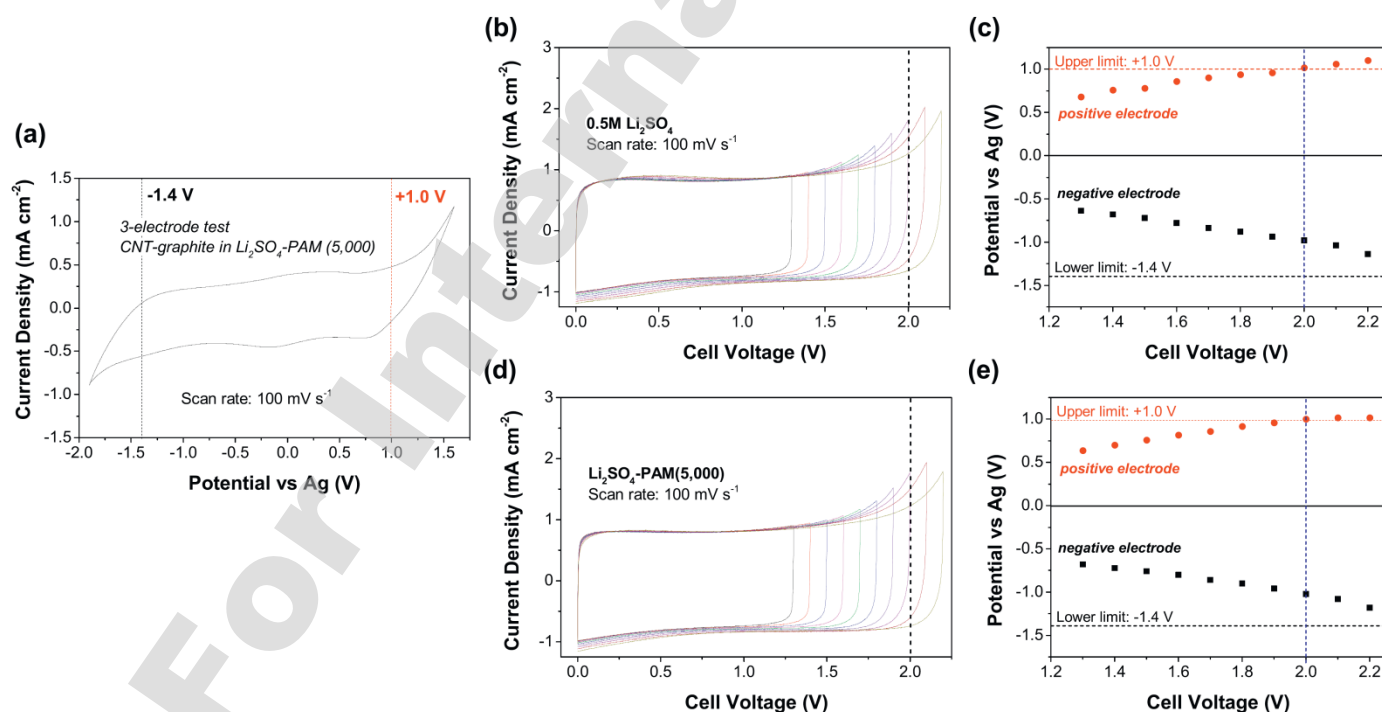 (a)
-1.4 V
+1.0 V
3-electrode test
CNT-graphite in Li₂SO₄-PAM (5,000)
Scan rate: 100 mV s⁻¹
Current Density (mA cm⁻²)
1.5
1.0
0.5
0.0
-0.5
-1.0
-1.5
-2.0 -1.5 -1.0 -0.5 0.0 0.5 1.0 1.5
Potential vs Ag (V)
(b)
0.5M Li₂SO₄
Scan rate: 100 mV s⁻¹
Current Density (mA cm⁻²)
3
2
1
0
-1
0.0 0.5 1.0 1.5 2.0
Cell Voltage (V)
(c)
Upper limit: +1.0 V
positive electrode
negative electrode
Lower limit: -1.4 V
Potential vs Ag (V)
1.0
0.5
0.0
-0.5
-1.0
-1.5
1.2 1.4 1.6 1.8 2.0 2.2
Cell Voltage (V)
(d)
Li₂SO₄-PAM(5,000)
Scan rate: 100 mV s⁻¹
Current Density (mA cm⁻²)
3
2
1
0
-1
0.0 0.5 1.0 1.5 2.0
Cell Voltage (V)
(e)
Upper limit: +1.0 V
positive electrode
negative electrode
Lower limit: -1.4 V
Potential vs Ag (V)
1.0
0.5
0.0
-0.5
-1.0
-1.5
1.2 1.4 1.6 1.8 2.0 2.2
Cell Voltage (V)
For Interna